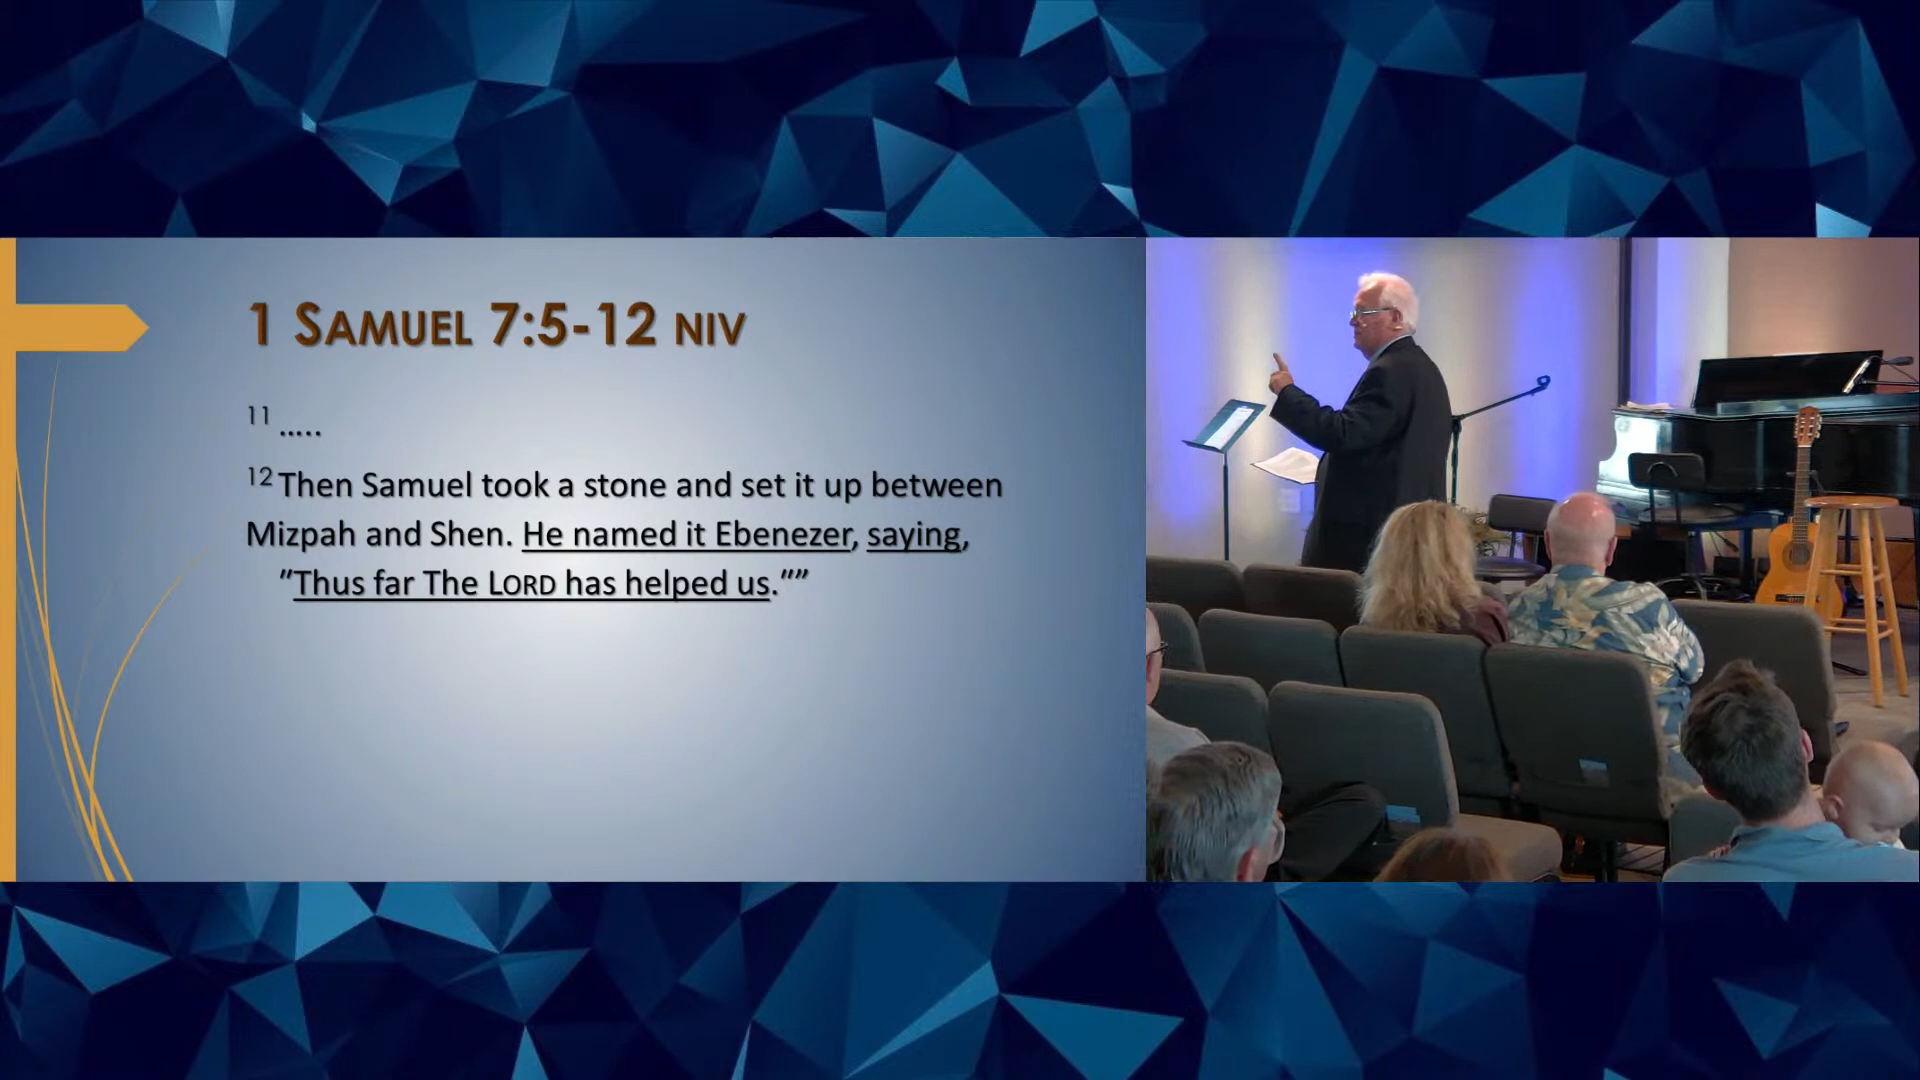 1 SAMUEL 7:5-12 NIV
11 .....
12 Then Samuel took a stone and set it up between
Mizpah and Shen. He named it Ebenezer, saying,
“Thus far The LORD has helped us.””